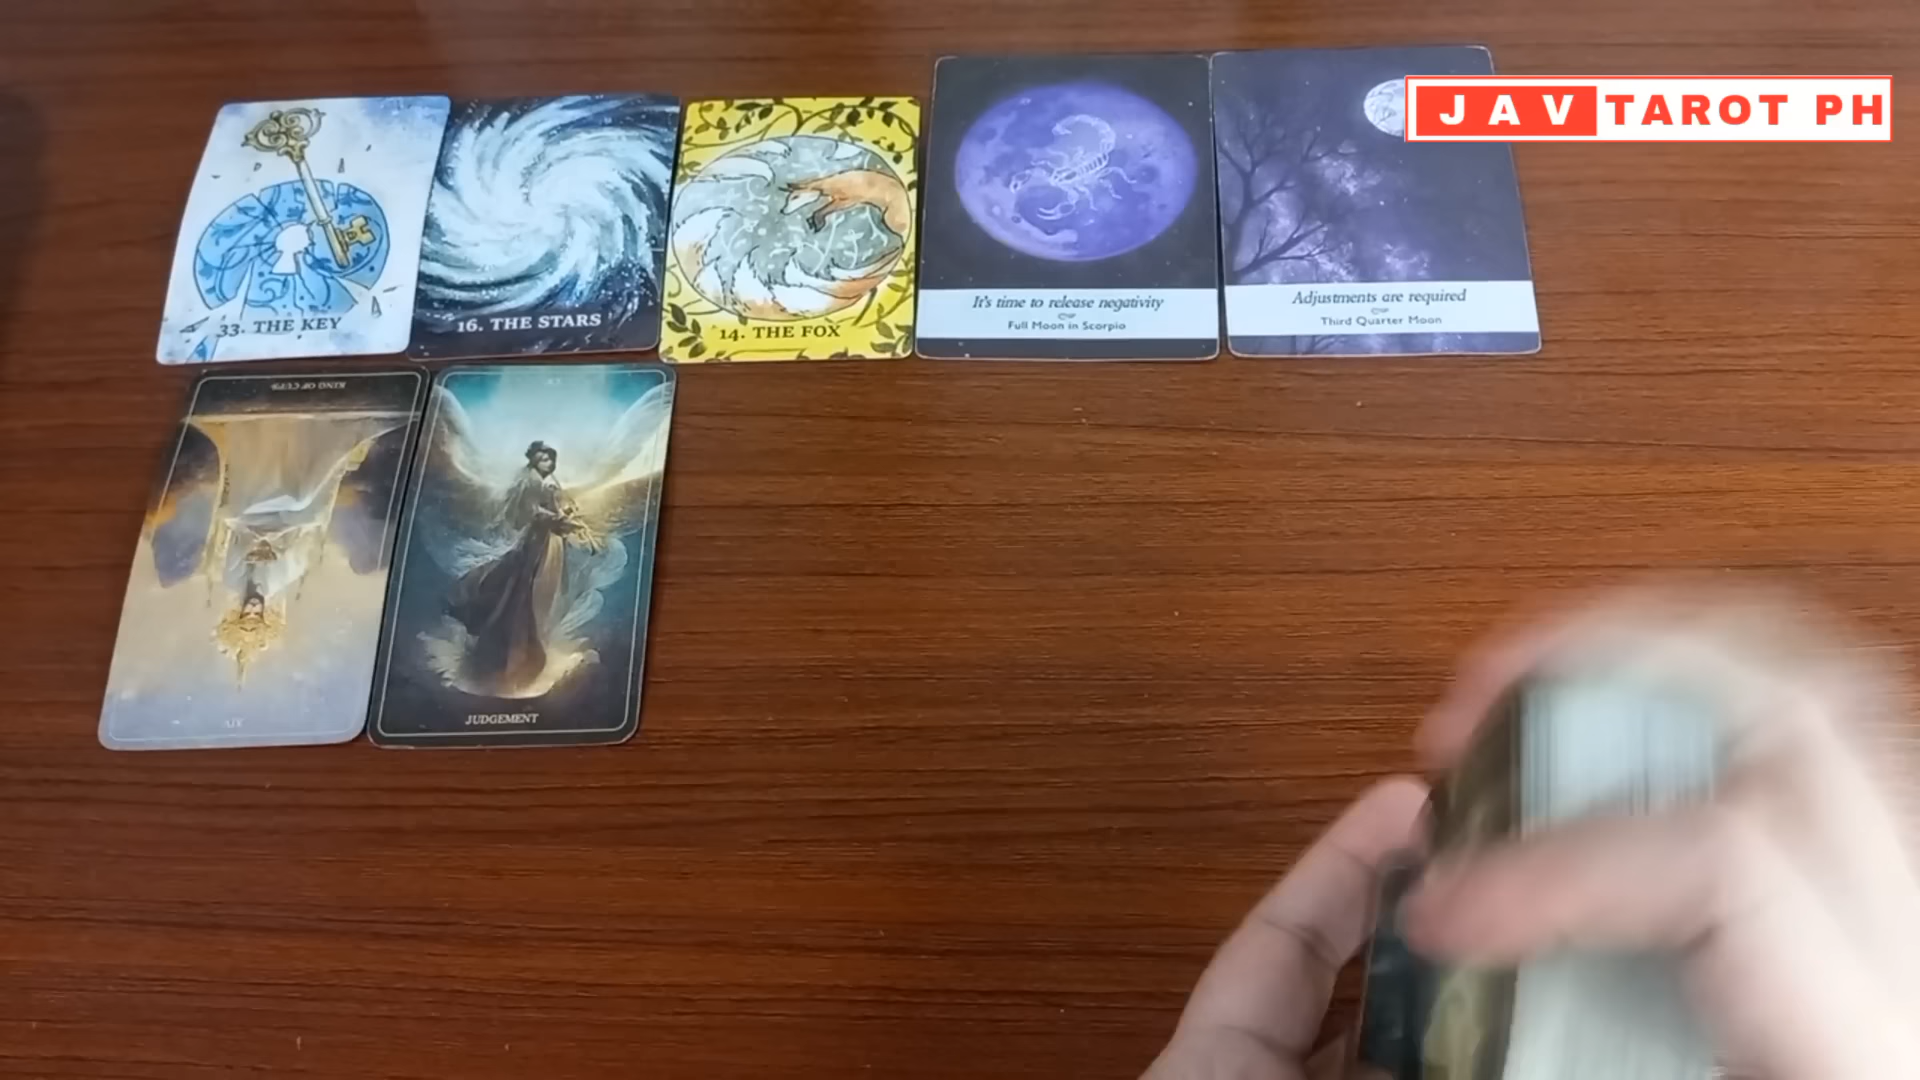 JAV TAROT PH
33. THE KEY
16. THE STARS
14. THE FOX
It's time to release negativity
Full Moon in Scorpio
Adjustments are required
Third Quarter Moon
KING OF CUPS
XIV
JUDGEMENT